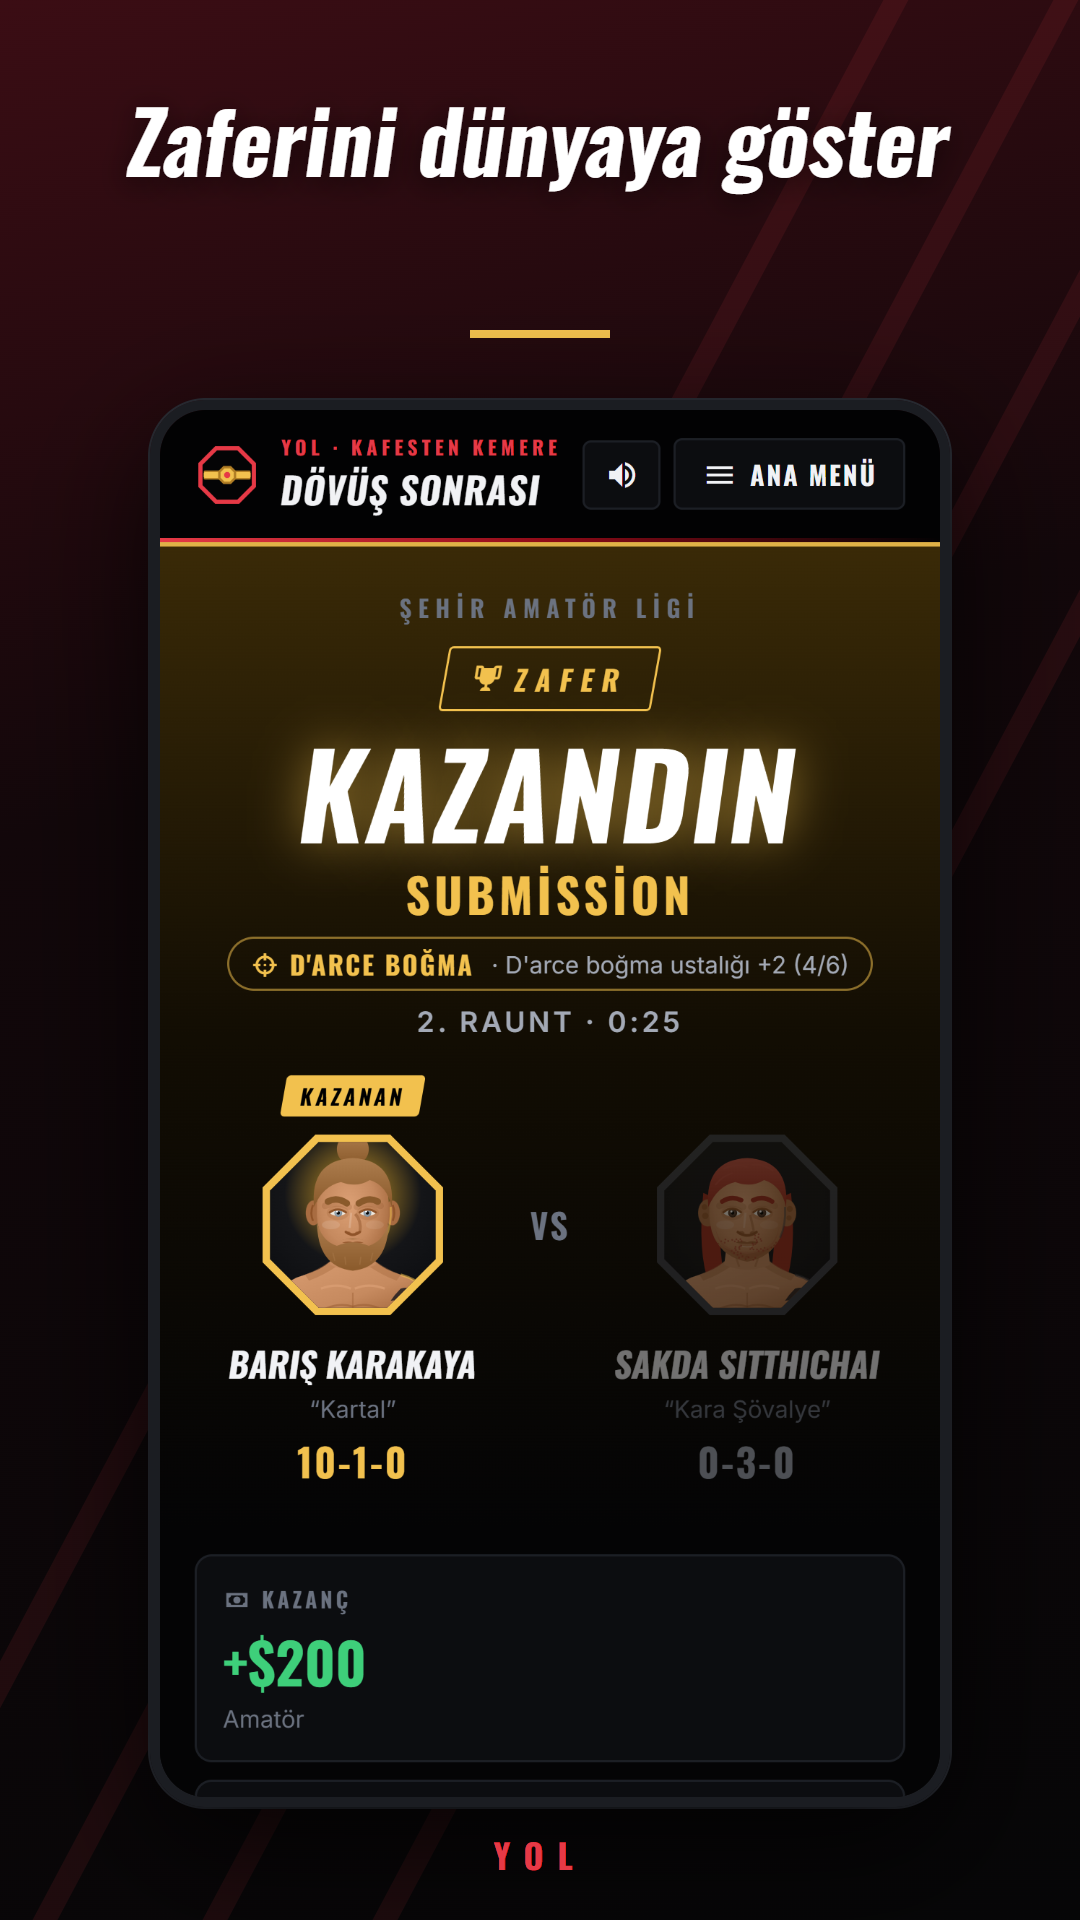 Zaferini dünyaya göster
YOL · KAFESTEN KEMERE
DÖVÜŞ SONRASI
ANA MENÜ
ŞEHİR AMATÖR LİGİ
ZAFER
KAZANDIN
SUBMİSSİON
D'ARCE BOĞMA · D'arce boğma ustalığı +2 (4/6)
2. RAUNT · 0:25
KAZANAN
VS
BARIŞ KARAKAYA
“Kartal”
10-1-0
SAKDA SITTHICHAI
“Kara Şövalye”
0-3-0
KAZANÇ
+$200
Amatör
YOL